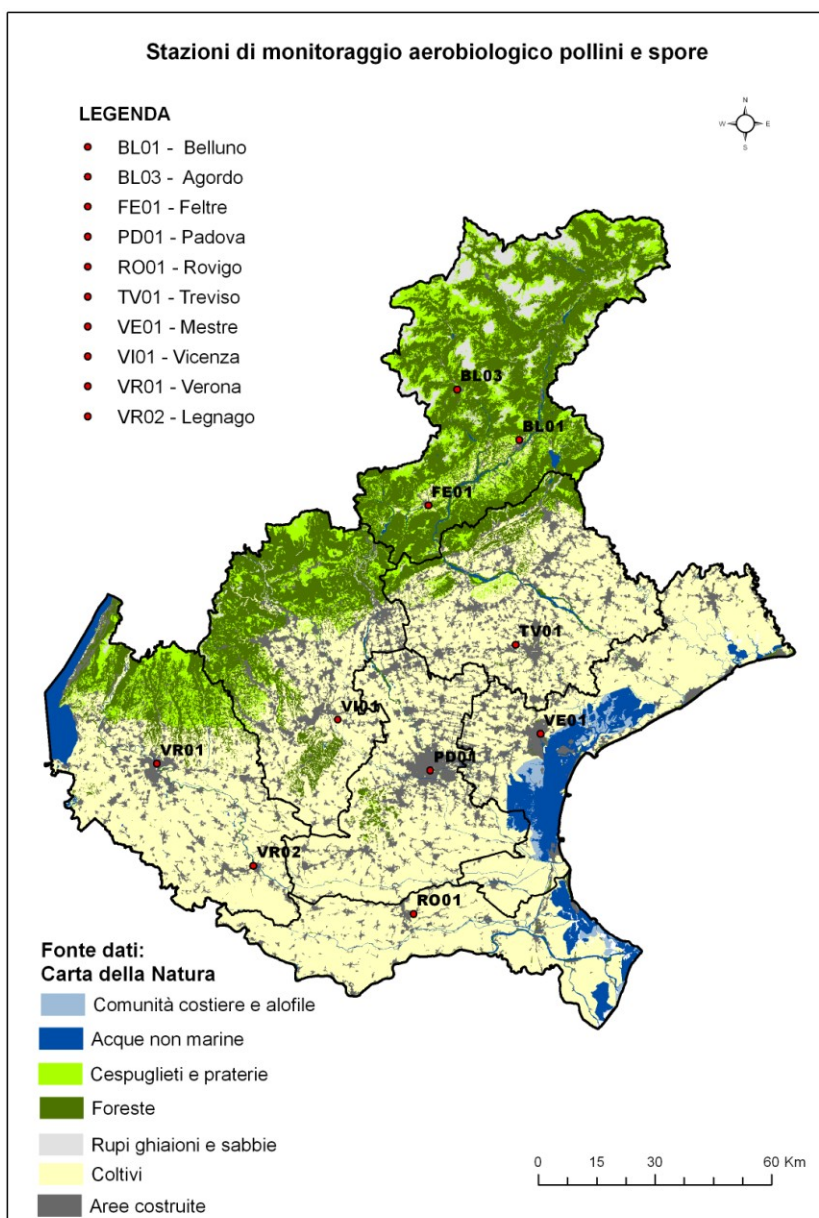 Stazioni di monitoraggio aerobiologico pollini e spore
LEGENDA
BL01 - Belluno
BL03 - Agordo
FE01 - Feltre
PD01 - Padova
RO01 - Rovigo
TV01 - Treviso
VE01 - Mestre
VI01 - Vicenza
VR01 - Verona
VR02 - Legnago
N
W E
S
BL03
BL01
FE01
TV01
VI01
VE01
VR01
PD01
VR02
RO01
Fonte dati:
Carta della Natura
Comunità costiere e alofile
Acque non marine
Cespuglieti e praterie
Foreste
Rupi ghiaioni e sabbie
Coltivi
Aree costruite
0 15 30 60 Km